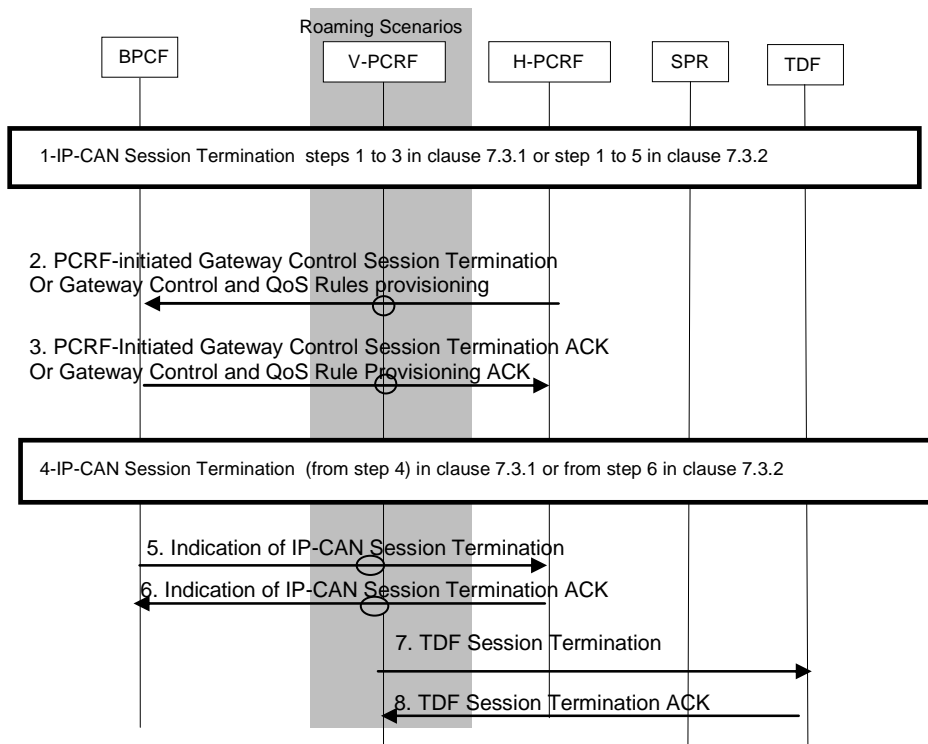 Roaming Scenarios
BPCF
V-PCRF
H-PCRF
SPR
TDF
1-IP-CAN Session Termination steps 1 to 3 in clause 7.3.1 or step 1 to 5 in clause 7.3.2
2. PCRF-initiated Gateway Control Session Termination
Or Gateway Control and QoS Rules provisioning
3. PCRF-Initiated Gateway Control Session Termination ACK
Or Gateway Control and QoS Rule Provisioning ACK
4-IP-CAN Session Termination (from step 4) in clause 7.3.1 or from step 6 in clause 7.3.2
5. Indication of IP-CAN Session Termination
6. Indication of IP-CAN Session Termination ACK
7. TDF Session Termination
8. TDF Session Termination ACK